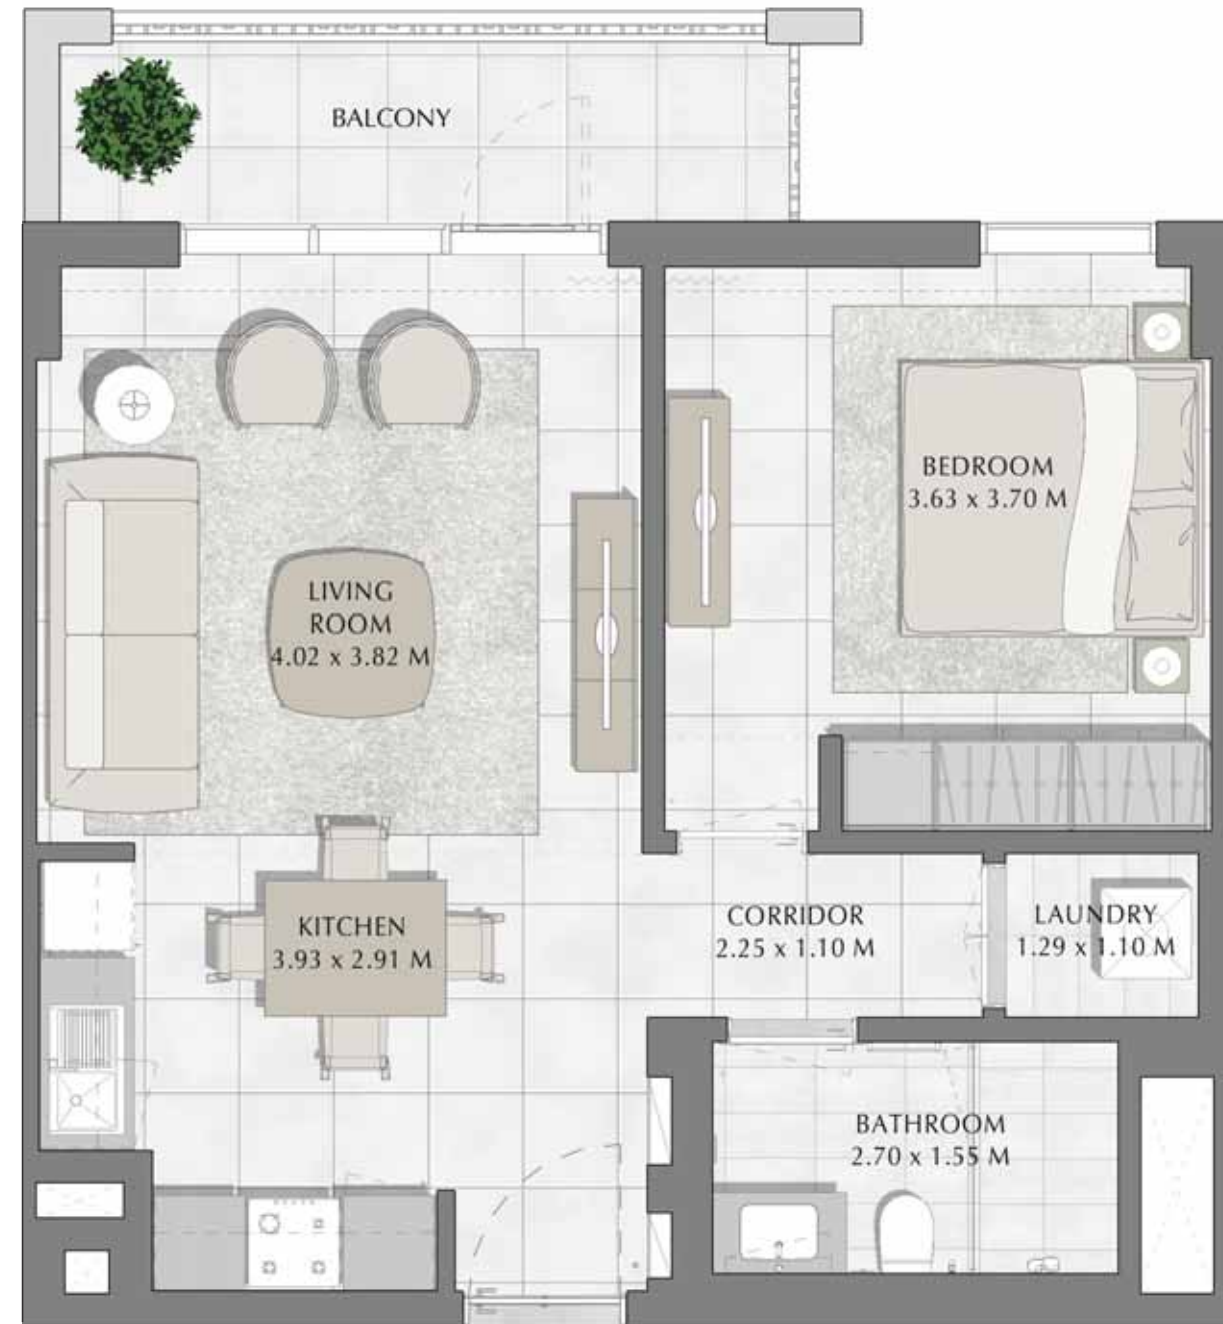 BALCONY
BEDROOM
3.63 x 3.70 M
LIVING
ROOM
4.02 x 3.82 M
KITCHEN
3.93 x 2.91 M
CORRIDOR
2.25 x 1.10 M
LAUNDRY
1.29 x 1.10 M
BATHROOM
2.70 x 1.55 M